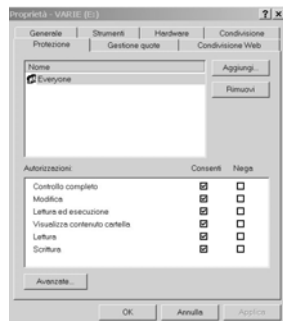 Proprietà - VARIE (E:)
Generale Strumenti Hardware Condivisione
Protezione Gestione quote Condivisione Web
Nome
Everyone
Aggiungi...
Rimuovi
Autorizzazioni: Consenti Nega
Controllo completo
Modifica
Lettura ed esecuzione
Visualizza contenuto cartella
Lettura
Scrittura
Avanzate...
OK Annulla Applica